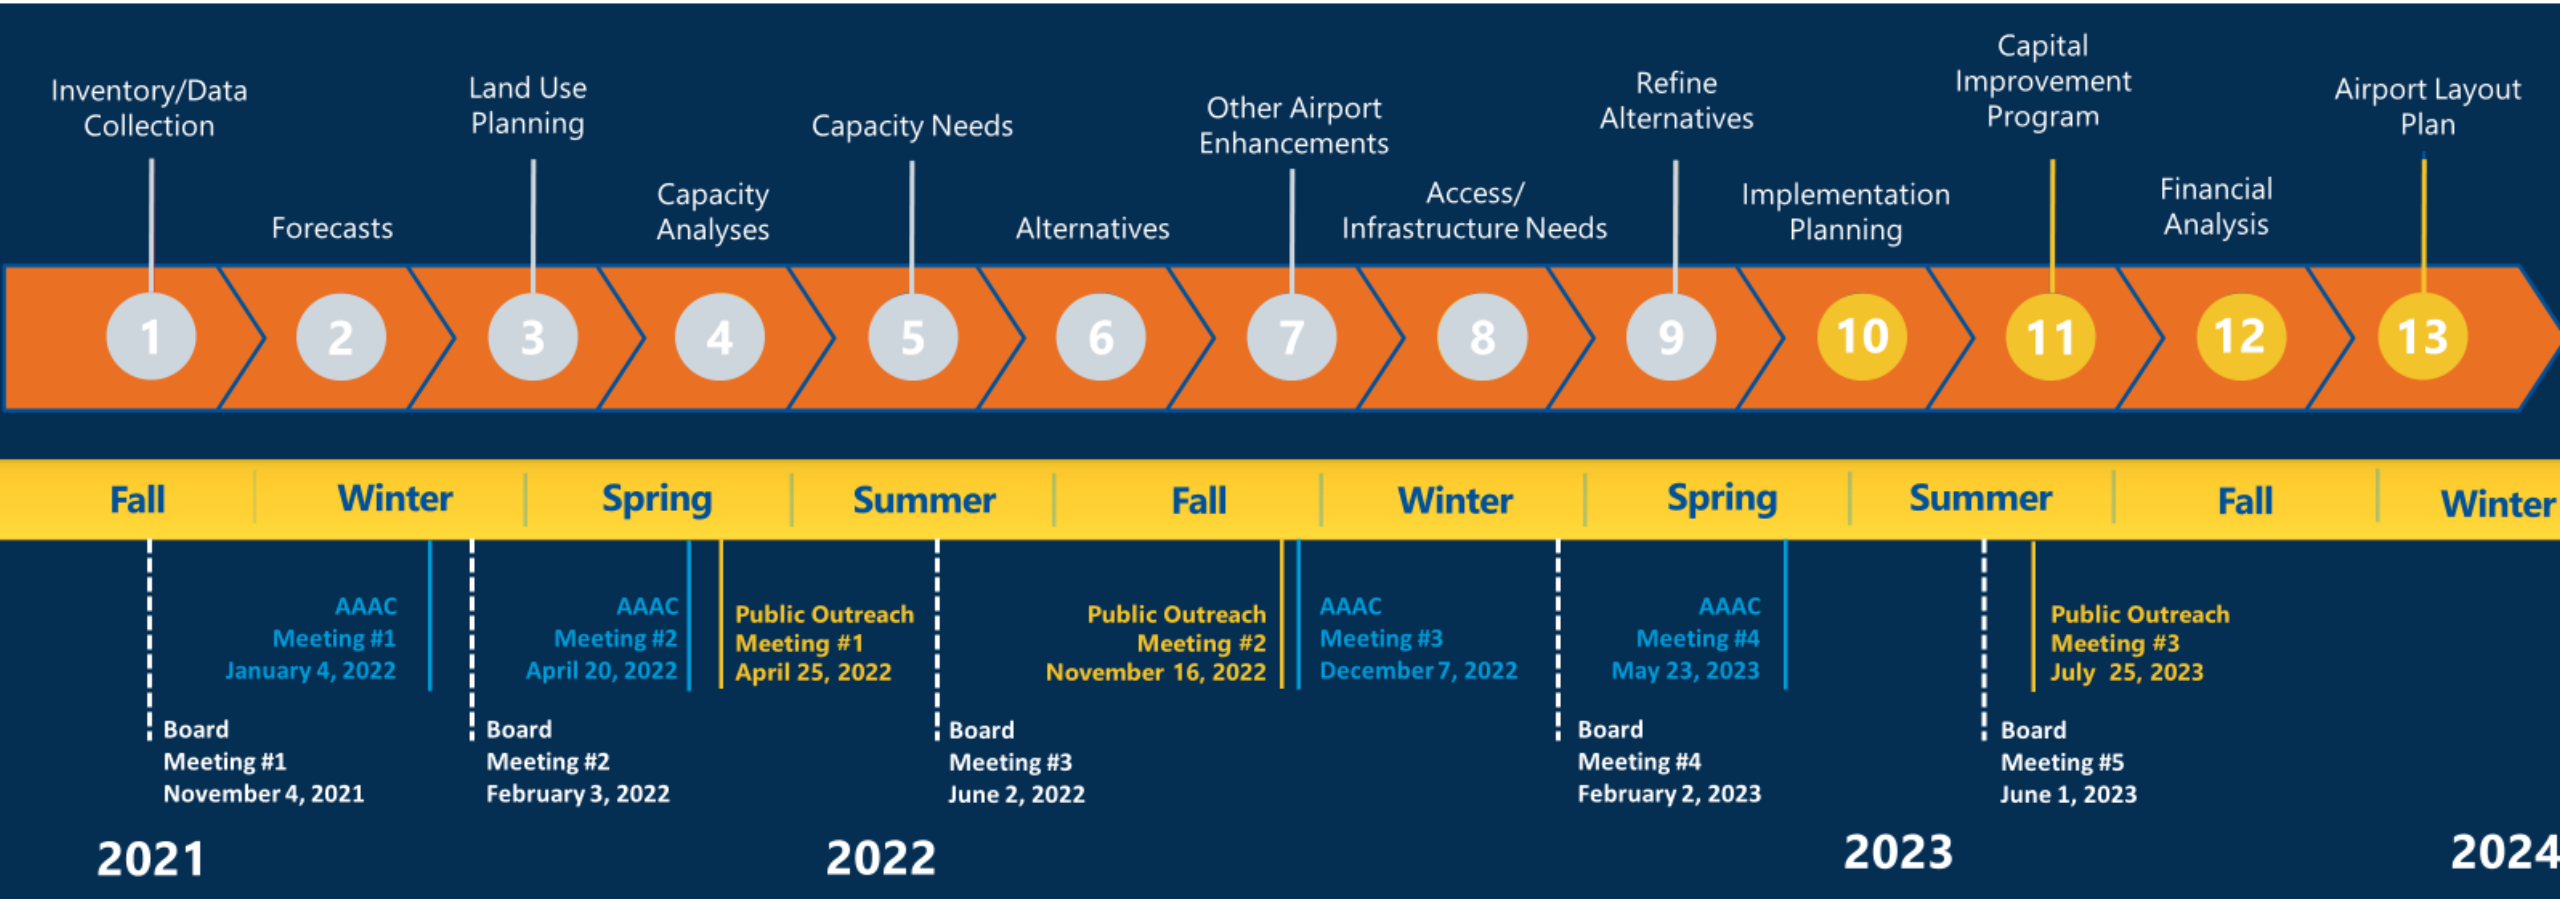 Inventory/Data
Collection
Forecasts
Land Use
Planning
Capacity
Analyses
Capacity Needs
Alternatives
Other Airport
Enhancements
Access/
Infrastructure Needs
Refine
Alternatives
Implementation
Planning
Capital
Improvement
Program
Financial
Analysis
Airport Layout
Plan
1
2
3
4
5
6
7
8
9
10
11
12
13
Fall
Winter
Spring
Summer
Fall
Winter
Spring
Summer
Fall
Winter
AAAC
Meeting #1
January 4, 2022
AAAC
Meeting #2
April 20, 2022
Public Outreach
Meeting #1
April 25, 2022
Public Outreach
Meeting #2
November 16, 2022
AAAC
Meeting #3
December 7, 2022
AAAC
Meeting #4
May 23, 2023
Public Outreach
Meeting #3
July 25, 2023
Board
Meeting #1
November 4, 2021
Board
Meeting #2
February 3, 2022
Board
Meeting #3
June 2, 2022
Board
Meeting #4
February 2, 2023
Board
Meeting #5
June 1, 2023
2021
2022
2023
2024